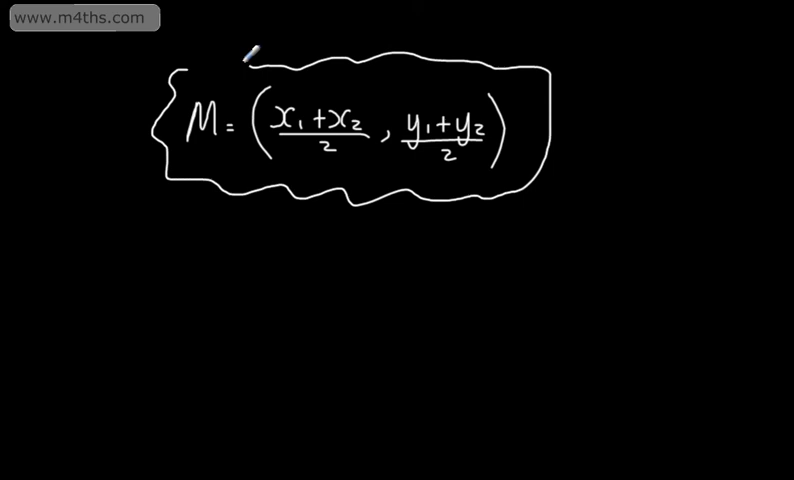 www.m4ths.com
M = ( x₁ + x₂ / 2 , y₁ + y₂ / 2 )